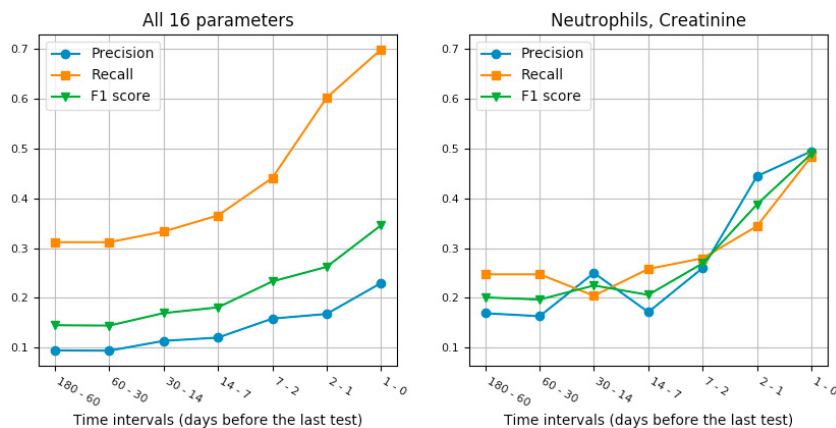 All 16 parameters
0.7
0.6
0.5
0.4
0.3
0.2
0.1
Precision
Recall
F1 score
180 - 60
60 - 30
30 - 14
14 - 7
7 - 2
2 - 1
1 - 0
Time intervals (days before the last test)
Neutrophils, Creatinine
0.7
0.6
0.5
0.4
0.3
0.2
0.1
Precision
Recall
F1 score
180 - 60
60 - 30
30 - 14
14 - 7
7 - 2
2 - 1
1 - 0
Time intervals (days before the last test)